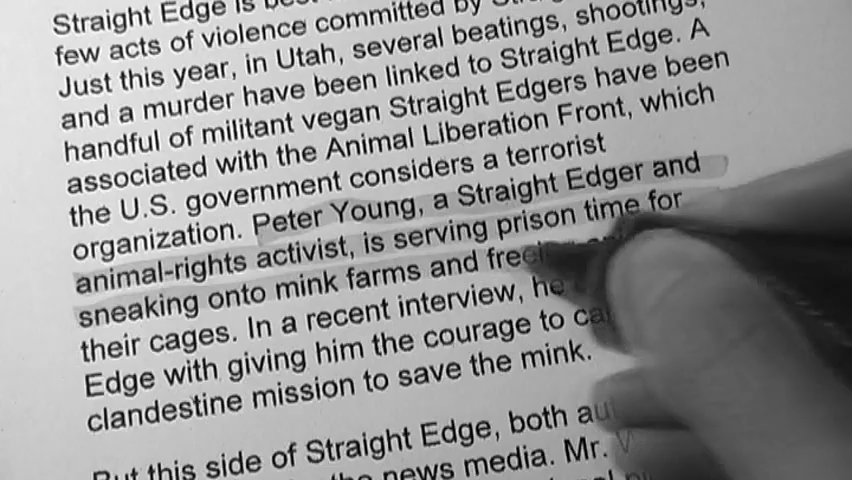 Straight Edge is
few acts of violence committed by
Just this year, in Utah, several beatings, shootings,
and a murder have been linked to Straight Edge. A
handful of militant vegan Straight Edgers have been
associated with the Animal Liberation Front, which
the U.S. government considers a terrorist
organization. Peter Young, a Straight Edger and
animal-rights activist, is serving prison time for
sneaking onto mink farms and
their cages. In a recent interview, he
Edge with giving him the courage to
clandestine mission to save the mink.
But this side of Straight Edge, both
news media. Mr.